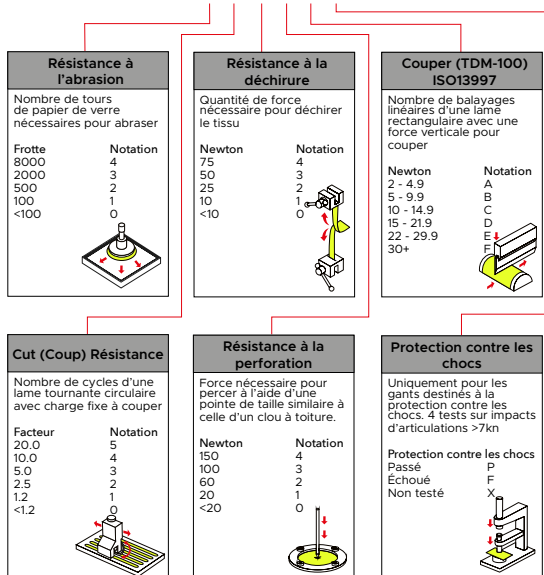 Résistance à
l'abrasion
Nombre de tours
de papier de verre
nécessaires pour abraser
Frotte Notation
8000 4
2000 3
500 2
100 1
<100 0
Résistance à la
déchirure
Quantité de force
nécessaire pour déchirer
le tissu
Newton Notation
75 4
50 3
25 2
10 1
<10 0
Couper (TDM-100)
ISO13997
Nombre de balayages
linéaires d'une lame
rectangulaire avec une
force verticale pour
couper
Newton Notation
2 - 4.9 A
5 - 9.9 B
10 - 14.9 C
15 - 21.9 D
22 - 29.9 E
30+ F
Cut (Coup) Résistance
Nombre de cycles d'une
lame tournante circulaire
avec charge fixe à couper
Facteur Notation
20.0 5
10.0 4
5.0 3
2.5 2
1.2 1
<1.2 0
Résistance à la
perforation
Force nécessaire pour
percer à l'aide d'une
pointe de taille similaire à
celle d'un clou à toiture.
Newton Notation
150 4
100 3
60 2
20 1
<20 0
Protection contre les
chocs
Uniquement pour les
gants destinés à la
protection contre les
chocs. 4 tests sur impacts
d'articulations >7kn
Protection contre les chocs
Passé P
Échoué F
Non testé X